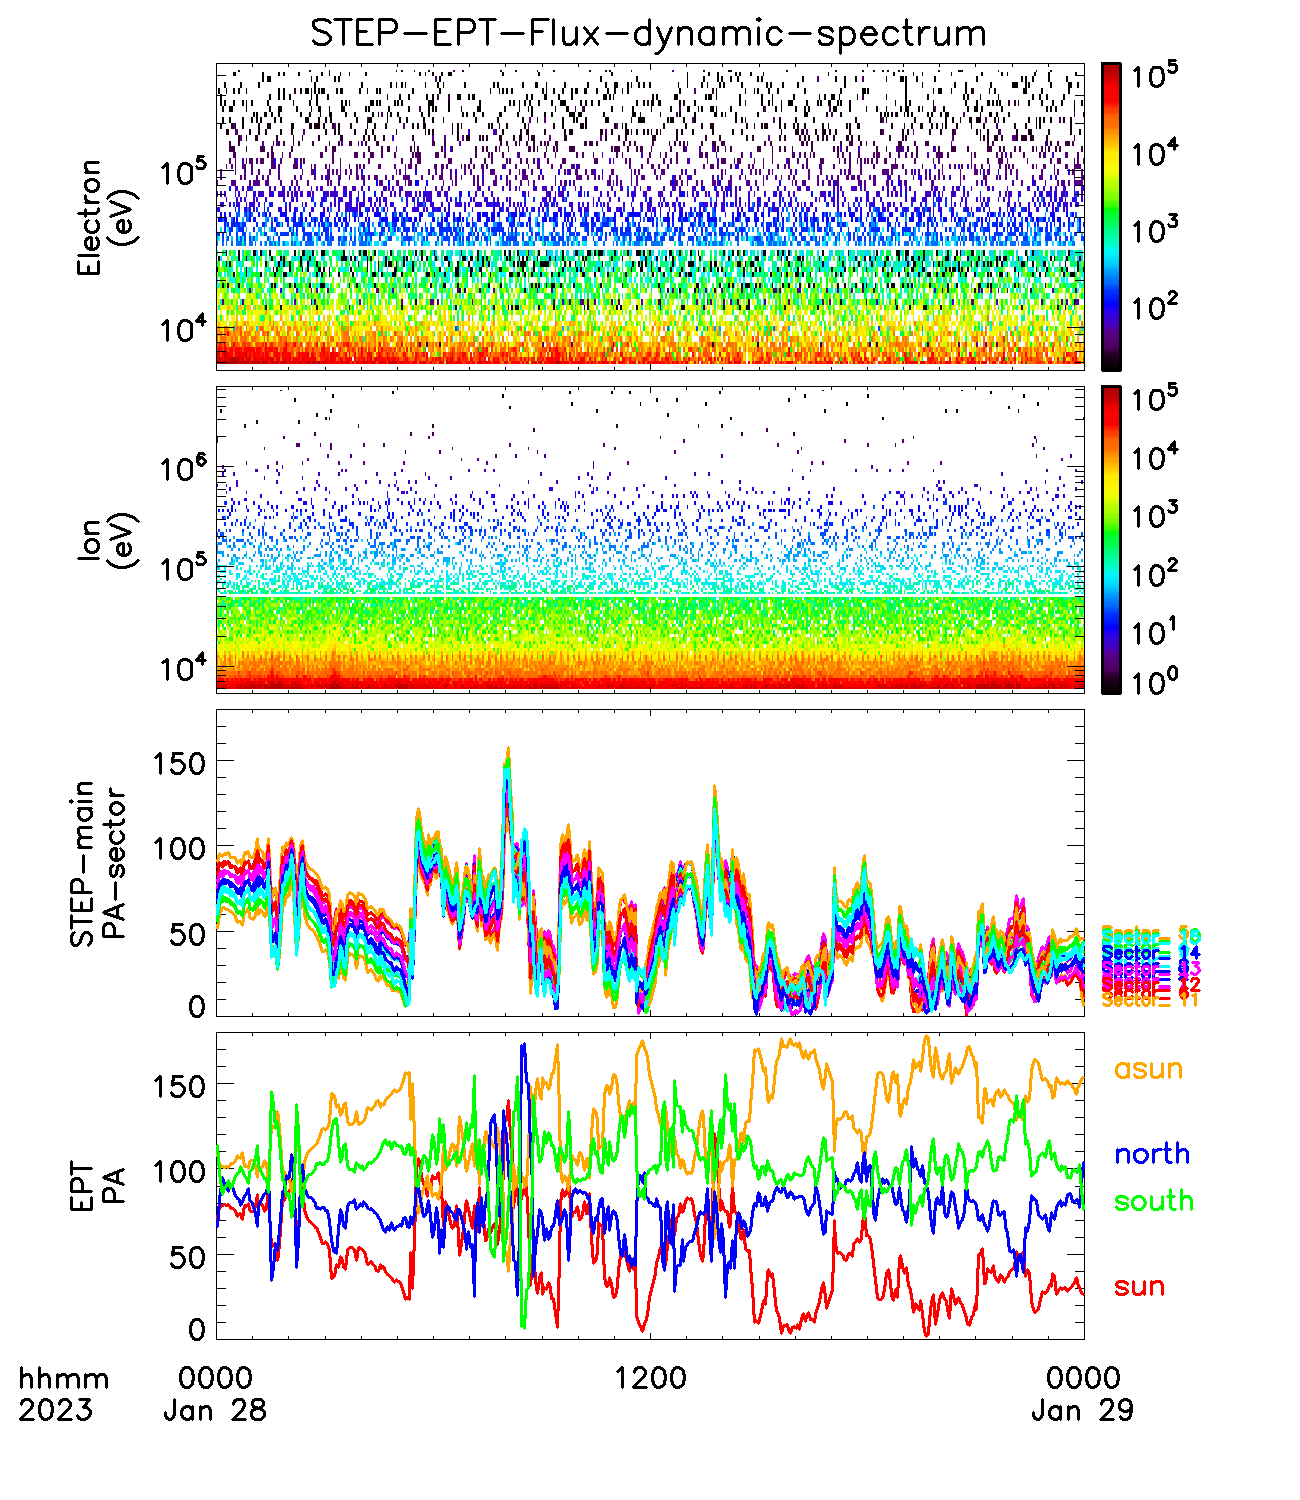 STEP-EPT-Flux-dynamic-spectrum
Electron
(eV)
10^5
10^4
10^5
10^4
10^3
10^2
Ion
(eV)
10^6
10^5
10^4
10^5
10^4
10^3
10^2
10^1
10^0
STEP-main
PA-sector
150
100
50
0
Sector= 14
EPT
PA
150
100
50
0
asun
north
south
sun
hhmm
2023
0000
Jan 28
1200
0000
Jan 29